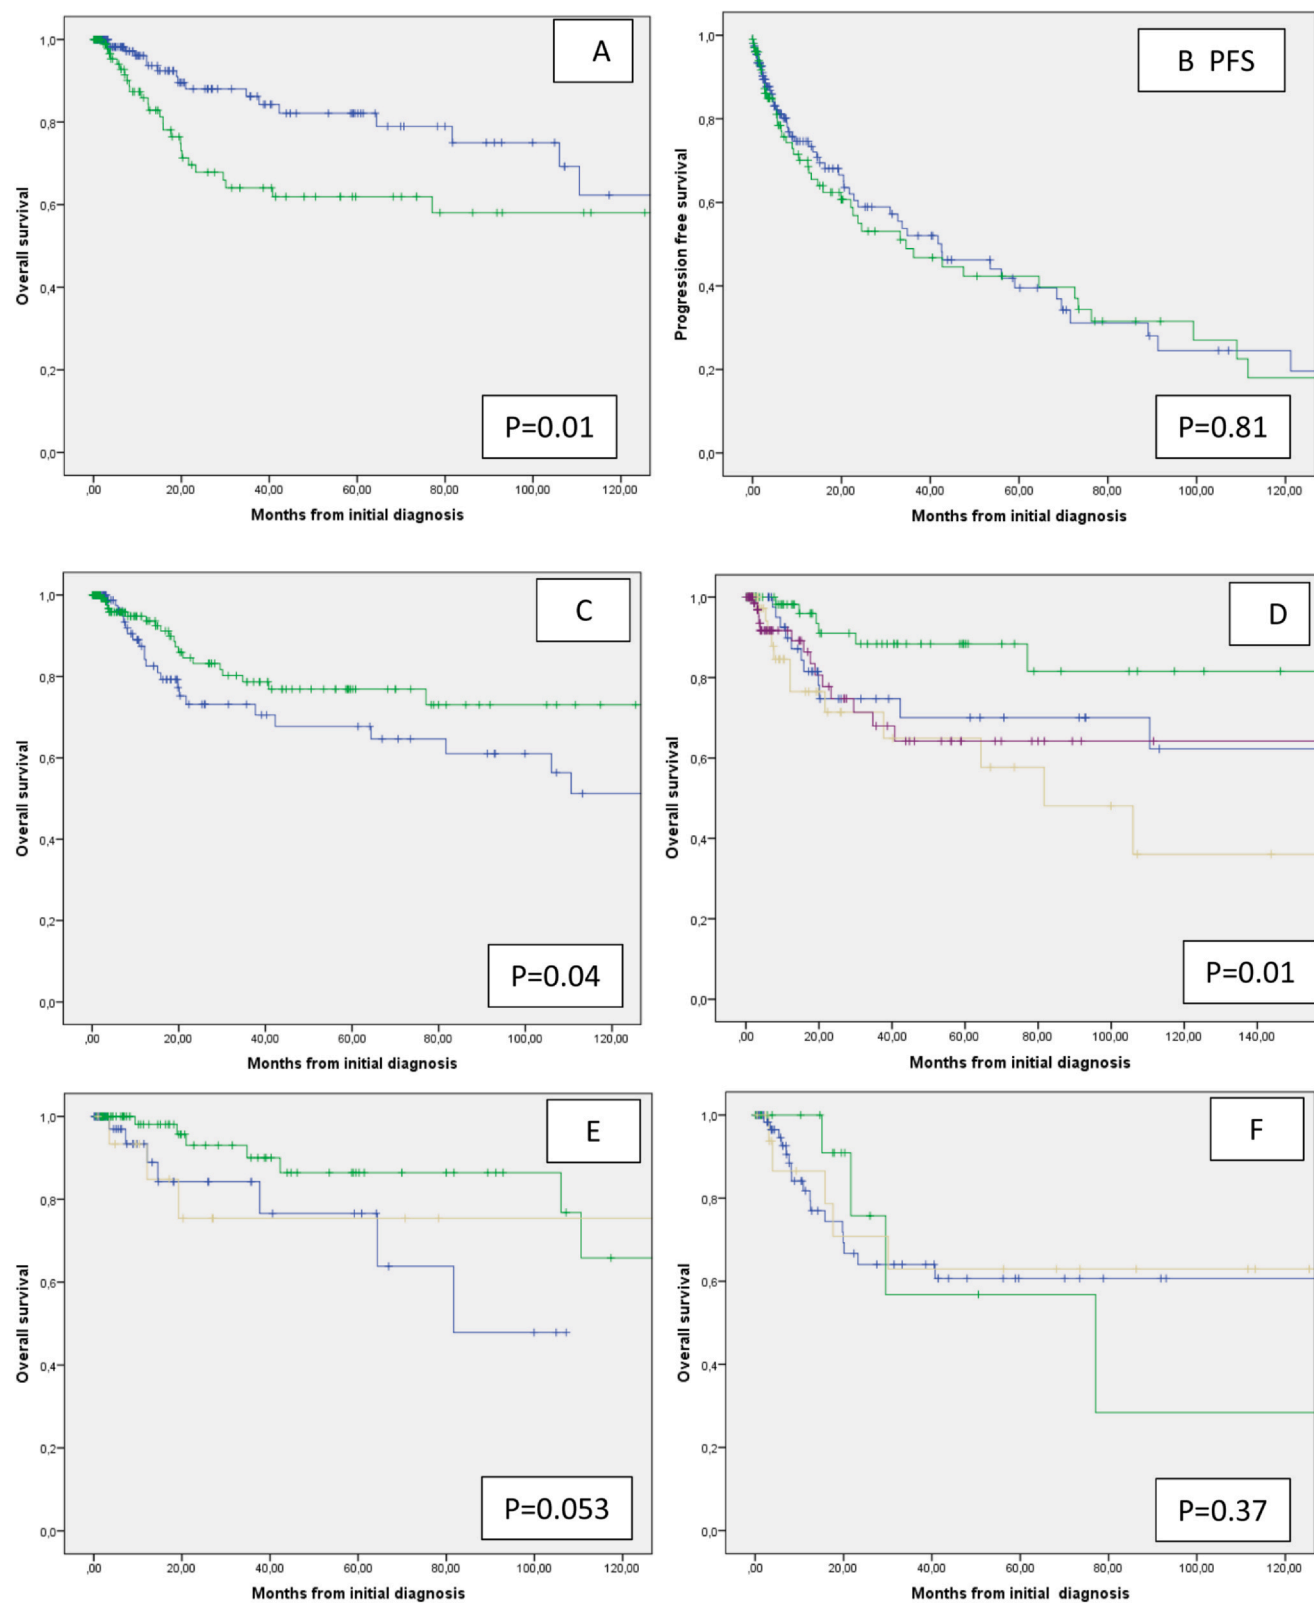 A
1,0
0,8
0,6
0,4
0,2
0,0
Overall survival
P=0.01
,00 20,00 40,00 60,00 80,00 100,00 120,00
Months from initial diagnosis
B PFS
1,0
0,8
0,6
0,4
0,2
0,0
Progression free survival
P=0.81
,00 20,00 40,00 60,00 80,00 100,00 120,00
Months from initial diagnosis
C
1,0
0,8
0,6
0,4
0,2
0,0
Overall survival
P=0.04
,00 20,00 40,00 60,00 80,00 100,00 120,00
Months from initial diagnosis
D
1,0
0,8
0,6
0,4
0,2
0,0
Overall survival
P=0.01
,00 20,00 40,00 60,00 80,00 100,00 120,00 140,00
Months from initial diagnosis
E
1,0
0,8
0,6
0,4
0,2
0,0
Overall survival
P=0.053
,00 20,00 40,00 60,00 80,00 100,00 120,00
Months from initial diagnosis
F
1,0
0,8
0,6
0,4
0,2
0,0
Overall survival
P=0.37
,00 20,00 40,00 60,00 80,00 100,00 120,00
Months from initial diagnosis